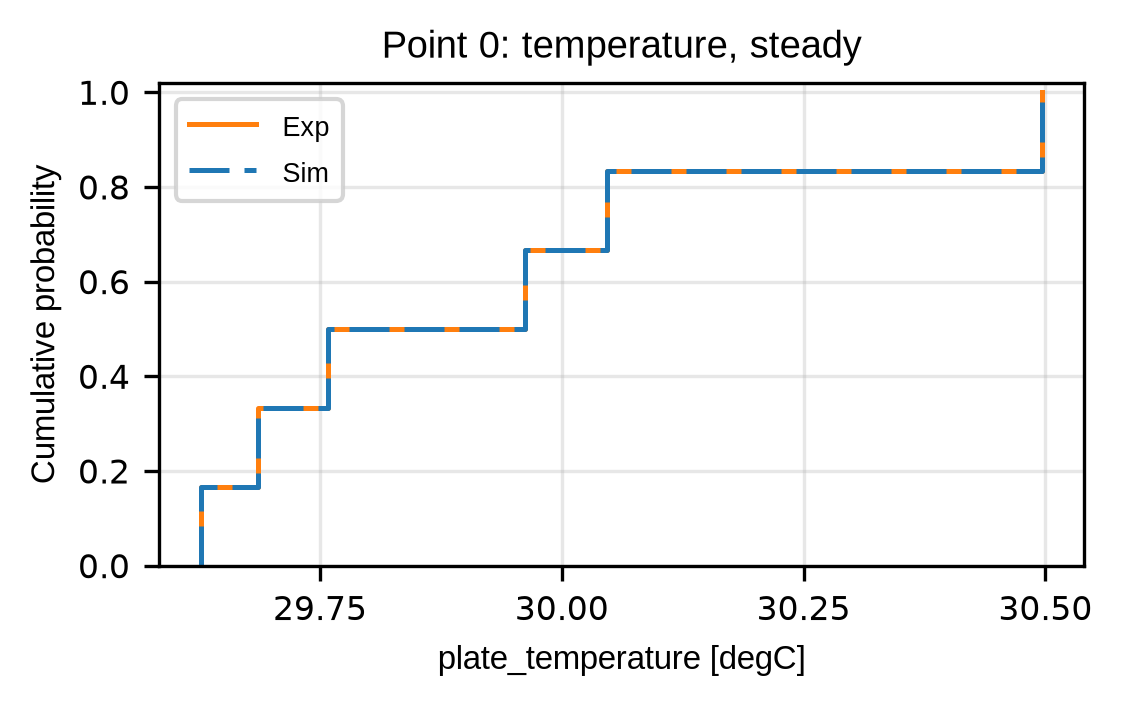 Point 0: temperature, steady
1.0
0.8
0.6
0.4
0.2
0.0
Cumulative probability
Exp
Sim
29.75 30.00 30.25 30.50
plate_temperature [degC]